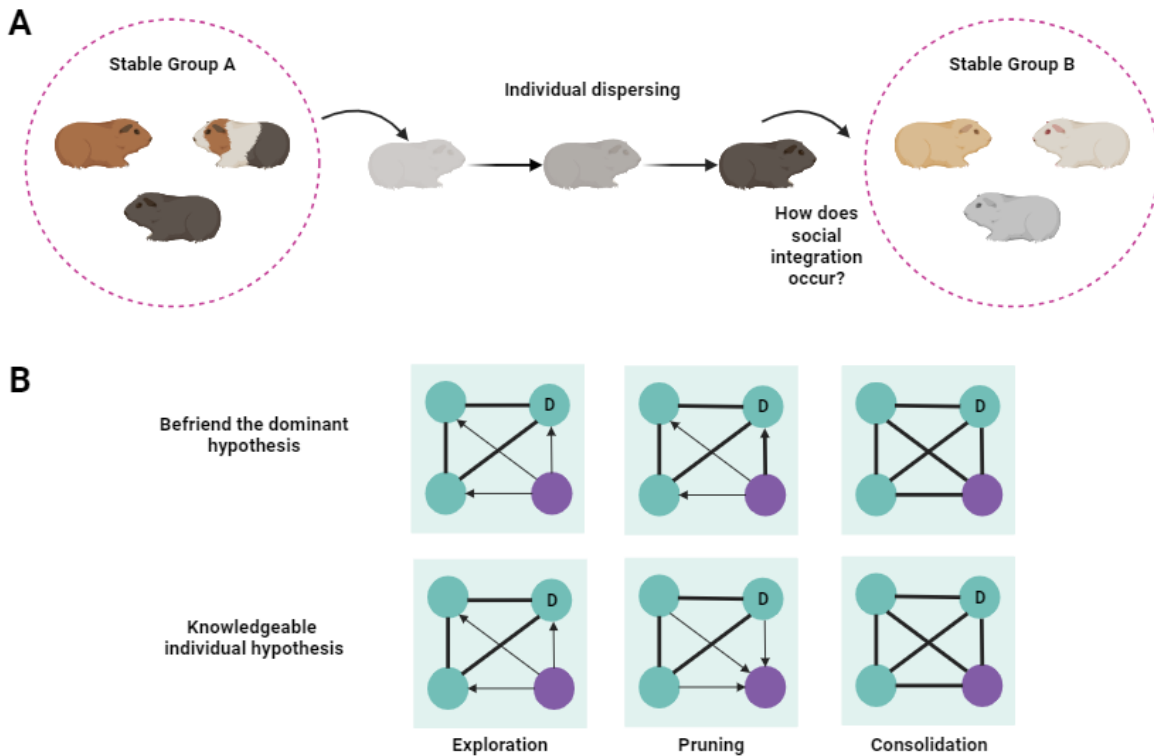 A
Stable Group A
Individual dispersing
Stable Group B
How does
social
integration
occur?
B
Befriend the dominant
hypothesis
D
D
D
Knowledgeable
individual hypothesis
D
D
D
Exploration
Pruning
Consolidation